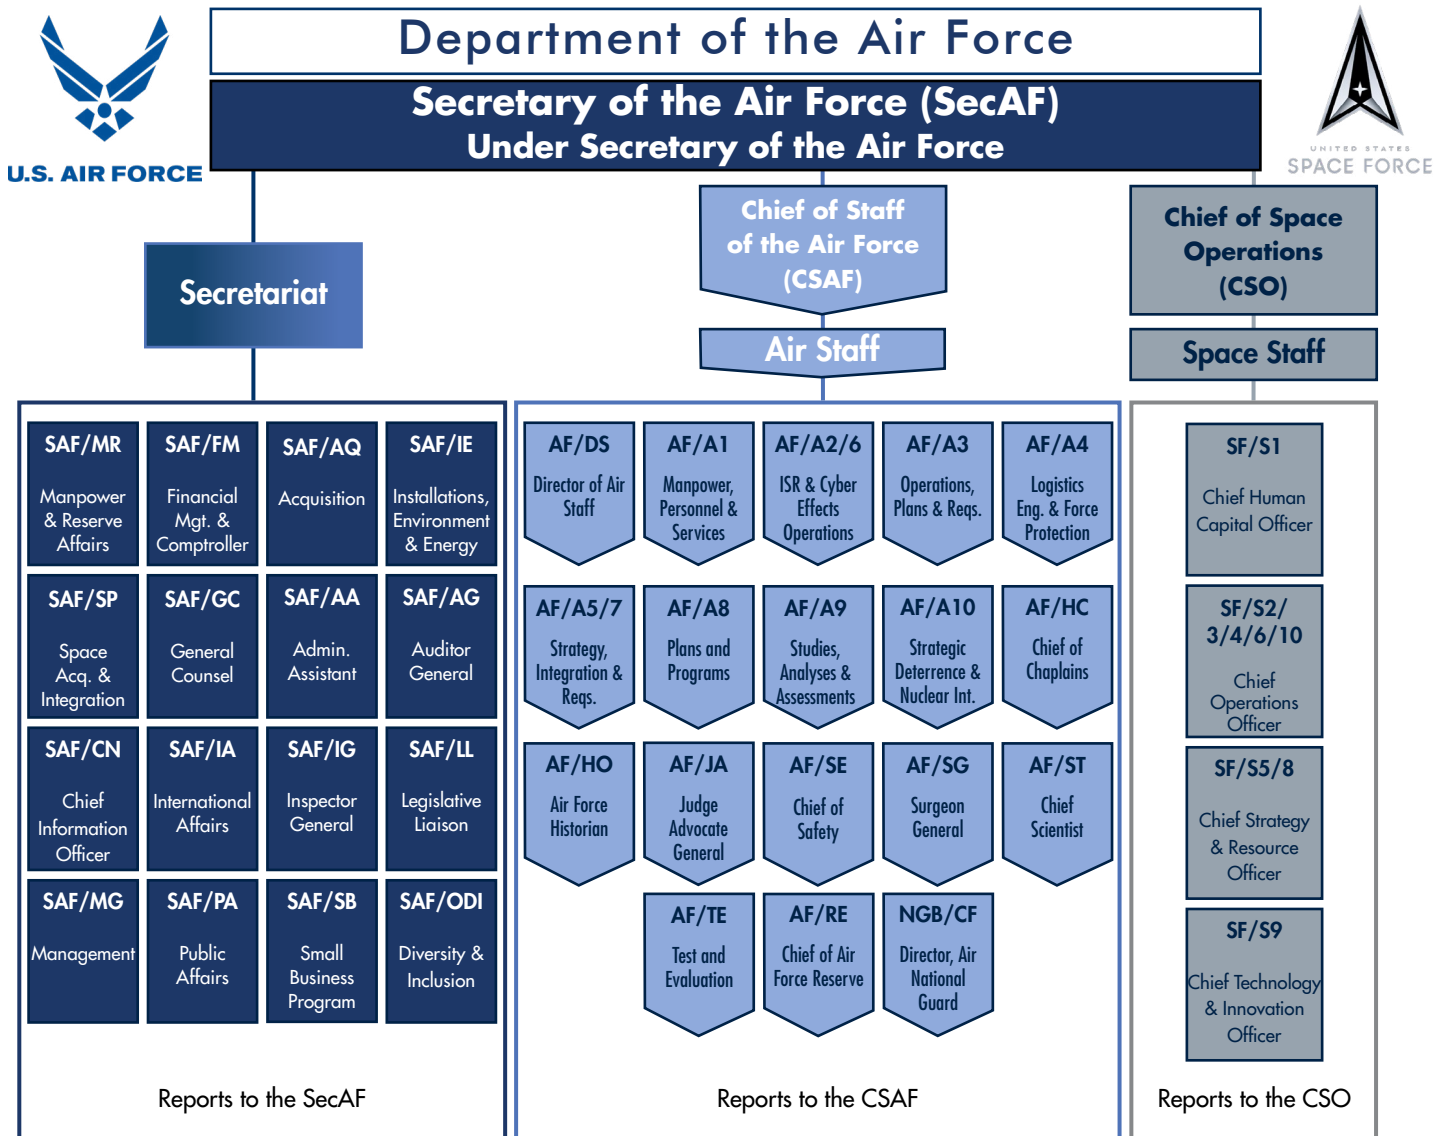 Department of the Air Force
Secretary of the Air Force (SecAF)
Under Secretary of the Air Force
U.S. AIR FORCE
UNITED STATES
SPACE FORCE
Secretariat
Chief of Staff
of the Air Force
(CSAF)
Air Staff
Chief of Space
Operations
(CSO)
Space Staff
SAF/MR
Manpower
& Reserve
Affairs
SAF/FM
Financial
Mgt. &
Comptroller
SAF/AQ
Acquisition
SAF/IE
Installations,
Environment
& Energy
SAF/SP
Space
Acq. &
Integration
SAF/GC
General
Counsel
SAF/AA
Admin.
Assistant
SAF/AG
Auditor
General
SAF/CN
Chief
Information
Officer
SAF/IA
International
Affairs
SAF/IG
Inspector
General
SAF/LL
Legislative
Liaison
SAF/MG
Management
SAF/PA
Public
Affairs
SAF/SB
Small
Business
Program
SAF/ODI
Diversity &
Inclusion
Reports to the SecAF
AF/DS
Director of Air
Staff
AF/A1
Manpower,
Personnel &
Services
AF/A2/6
ISR & Cyber
Effects
Operations
AF/A3
Operations,
Plans & Reqs.
AF/A4
Logistics
Eng. & Force
Protection
AF/A5/7
Strategy,
Integration &
Reqs.
AF/A8
Plans and
Programs
AF/A9
Studies,
Analyses &
Assessments
AF/A10
Strategic
Deterrence &
Nuclear Int.
AF/HC
Chief of
Chaplains
AF/HO
Air Force
Historian
AF/JA
Judge
Advocate
General
AF/SE
Chief of
Safety
AF/SG
Surgeon
General
AF/ST
Chief
Scientist
AF/TE
Test and
Evaluation
AF/RE
Chief of Air
Force Reserve
NGB/CF
Director, Air
National
Guard
Reports to the CSAF
SF/S1
Chief Human
Capital Officer
SF/S2/
3/4/6/10
Chief
Operations
Officer
SF/S5/8
Chief Strategy
& Resource
Officer
SF/S9
Chief Technology
& Innovation
Officer
Reports to the CSO